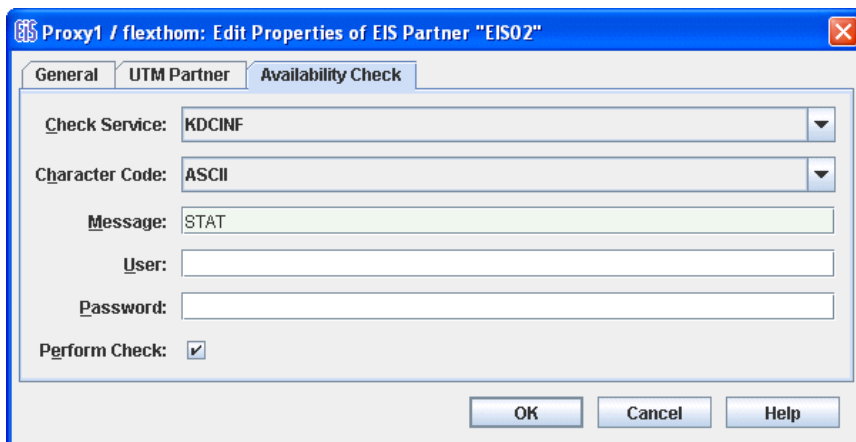 EIS Proxy1 / flexthom: Edit Properties of EIS Partner "EIS02"
General UTM Partner Availability Check
Check Service: KDCINF
Character Code: ASCII
Message: STAT
User:
Password:
Perform Check:
OK Cancel Help